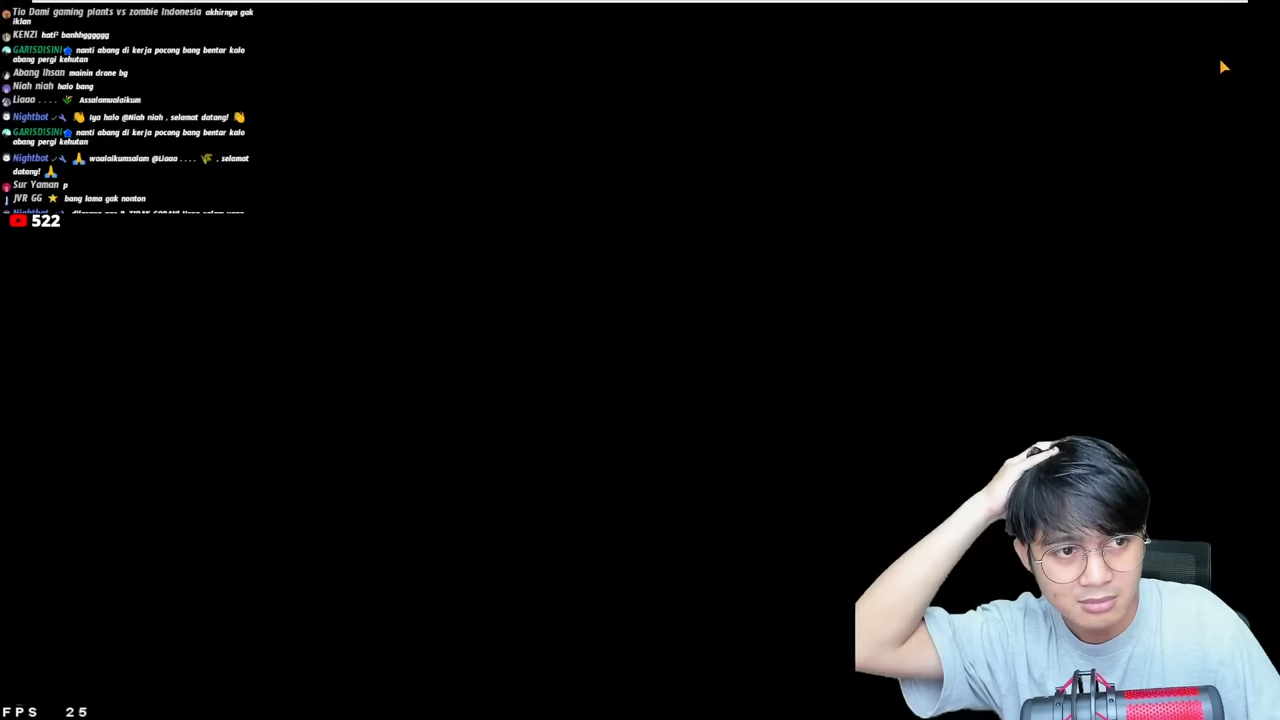 Tio Dami gaming plants vs zombie Indonesia akhirnya gak
iklan
KENZI hati² banhhgggggg
GARISDISINI nanti abang di kerja pocong bang bentar kalo
abang pergi kehutan
Abang Ihsan mainin drane bg
Niah niah halo bang
Liaaa . . . . 🌿 Assalamualaikum
Nightbot 👋 Iya halo @Niah niah , selamat datang! 👋
GARISDISINI nanti abang di kerja pocong bang bentar kalo
abang pergi kehutan
Nightbot 🙏 waalaikumsalam @Liaaa . . . . 🌿 , selamat
datang! 🙏
Sur Yaman p
JVR GG ⭐ bang lama gak nonton
Nightbot
522
FPS 25